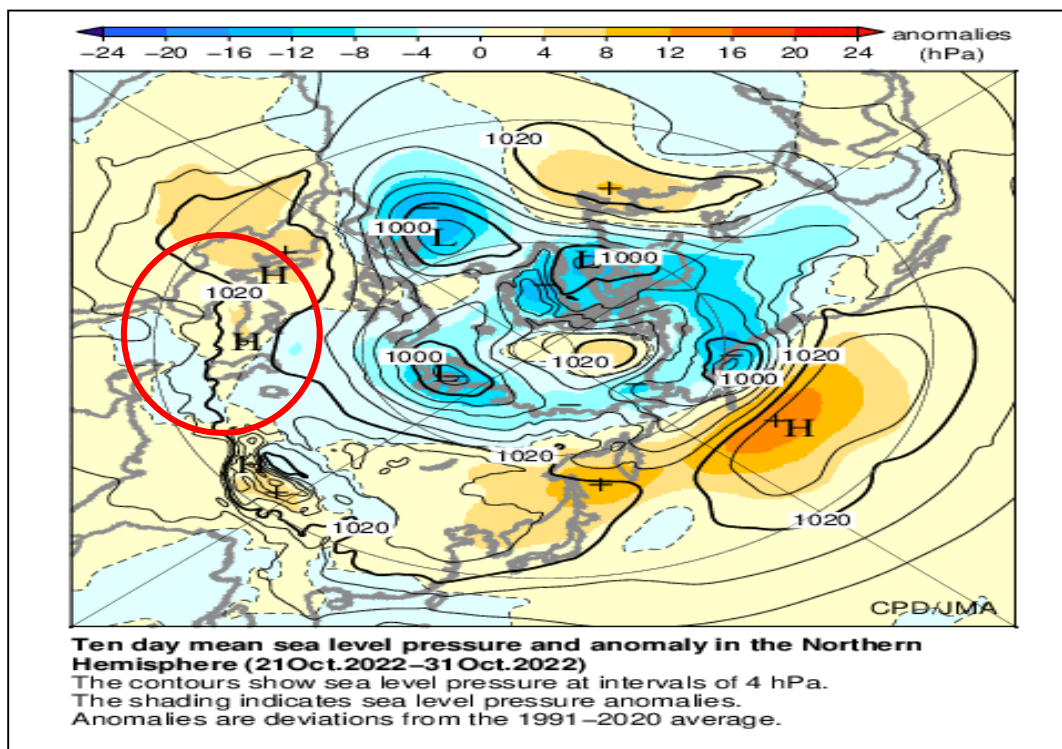 −24 −20 −16 −12 −8 −4 0 4 8 12 16 20 24
anomalies
(hPa)
1020
1000
L
L
1000
H
1020
H
1020
1020
1000
L
1000
H
H
1020
1020
1020
CPD/JMA
Ten day mean sea level pressure and anomaly in the Northern
Hemisphere (21Oct.2022−31Oct.2022)
The contours show sea level pressure at intervals of 4 hPa.
The shading indicates sea level pressure anomalies.
Anomalies are deviations from the 1991−2020 average.